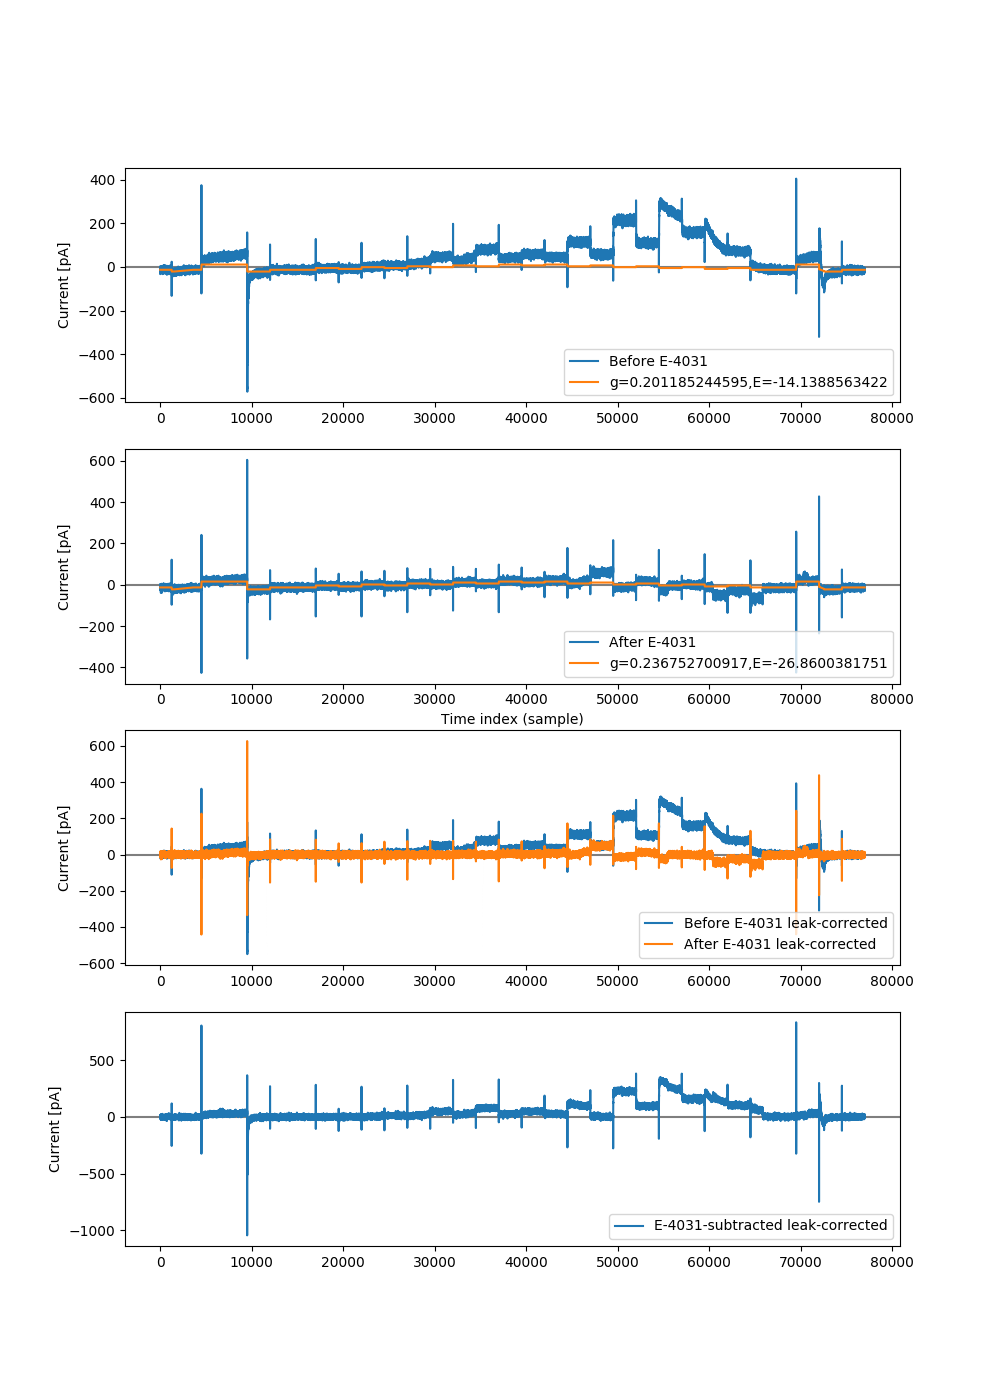 400
200
0
−200
−400
−600
Current [pA]
Before E-4031
g=0.201185244595,E=-14.1388563422
0 10000 20000 30000 40000 50000 60000 70000 80000
600
400
200
0
−200
−400
Current [pA]
After E-4031
g=0.236752700917,E=-26.8600381751
0 10000 20000 30000 40000 50000 60000 70000 80000
Time index (sample)
600
400
200
0
−200
−400
−600
Current [pA]
Before E-4031 leak-corrected
After E-4031 leak-corrected
0 10000 20000 30000 40000 50000 60000 70000 80000
500
0
−500
−1000
Current [pA]
E-4031-subtracted leak-corrected
0 10000 20000 30000 40000 50000 60000 70000 80000